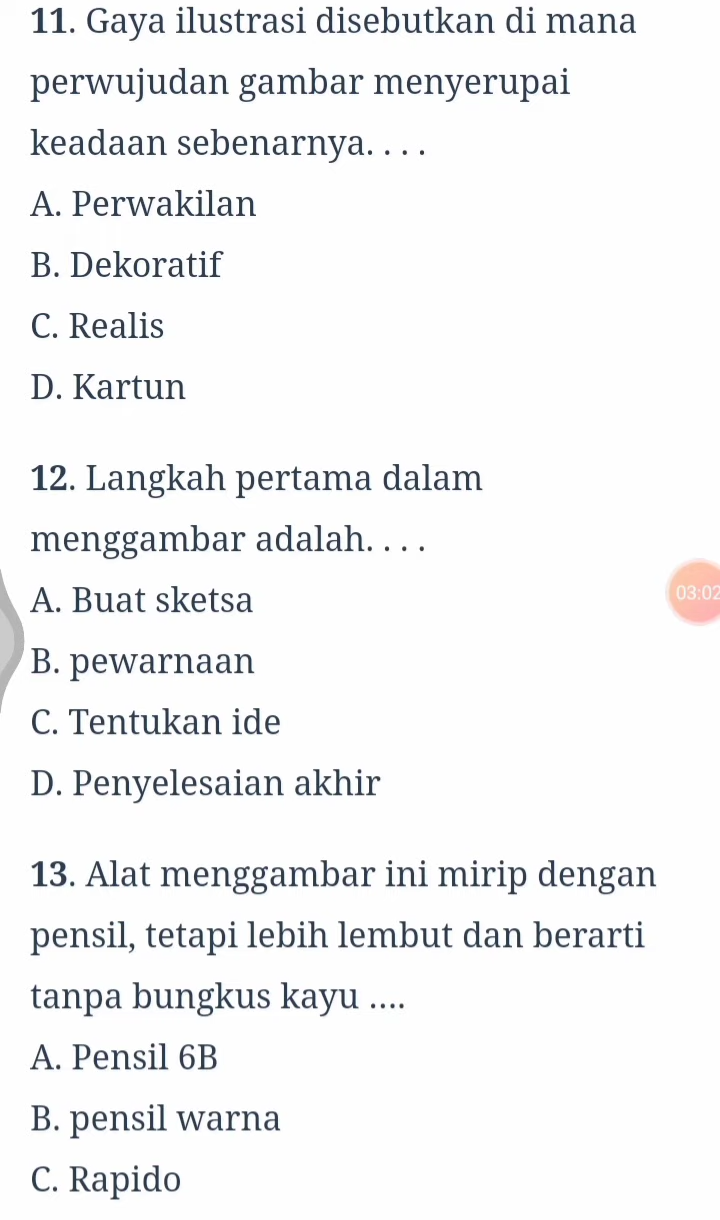 11. Gaya ilustrasi disebutkan di mana
perwujudan gambar menyerupai
keadaan sebenarnya. . . .
A. Perwakilan
B. Dekoratif
C. Realis
D. Kartun
12. Langkah pertama dalam
menggambar adalah. . . .
A. Buat sketsa
03:02
B. pewarnaan
C. Tentukan ide
D. Penyelesaian akhir
13. Alat menggambar ini mirip dengan
pensil, tetapi lebih lembut dan berarti
tanpa bungkus kayu ....
A. Pensil 6B
B. pensil warna
C. Rapido